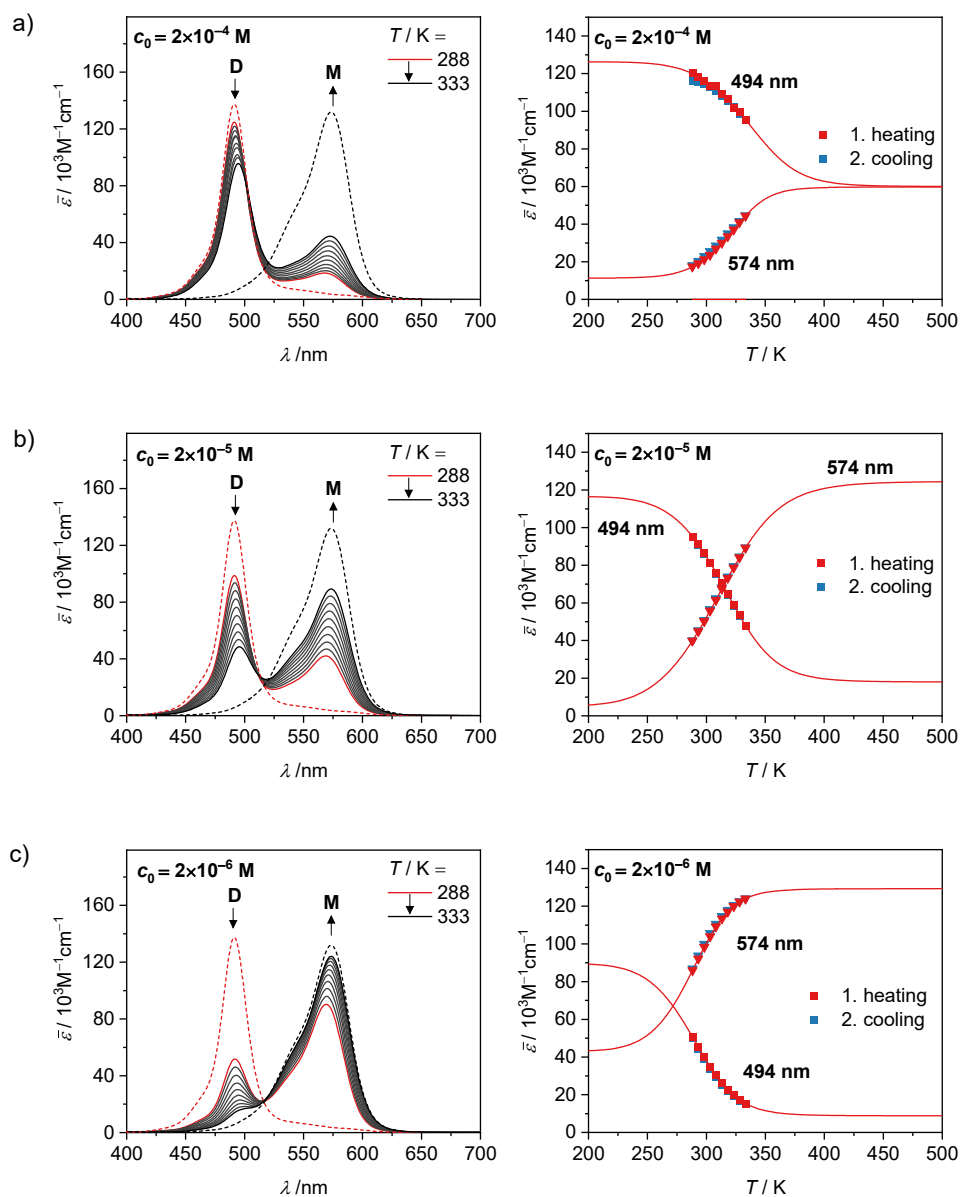 a)
c₀ = 2×10⁻⁴ M
T / K =
288
333
D
M
ε̄ / 10³M⁻¹cm⁻¹
160
120
80
40
0
400 450 500 550 600 650 700
λ /nm
c₀ = 2×10⁻⁴ M
494 nm
1. heating
2. cooling
574 nm
ε̄ / 10³M⁻¹cm⁻¹
140
120
100
80
60
40
20
0
200 250 300 350 400 450 500
T / K
b)
c₀ = 2×10⁻⁵ M
T / K =
288
333
D
M
ε̄ / 10³M⁻¹cm⁻¹
160
120
80
40
0
400 450 500 550 600 650 700
λ /nm
c₀ = 2×10⁻⁵ M
574 nm
494 nm
1. heating
2. cooling
ε̄ / 10³M⁻¹cm⁻¹
140
120
100
80
60
40
20
0
200 250 300 350 400 450 500
T / K
c)
c₀ = 2×10⁻⁶ M
T / K =
288
333
D
M
ε̄ / 10³M⁻¹cm⁻¹
160
120
80
40
0
400 450 500 550 600 650 700
λ /nm
c₀ = 2×10⁻⁶ M
574 nm
1. heating
2. cooling
494 nm
ε̄ / 10³M⁻¹cm⁻¹
140
120
100
80
60
40
20
0
200 250 300 350 400 450 500
T / K